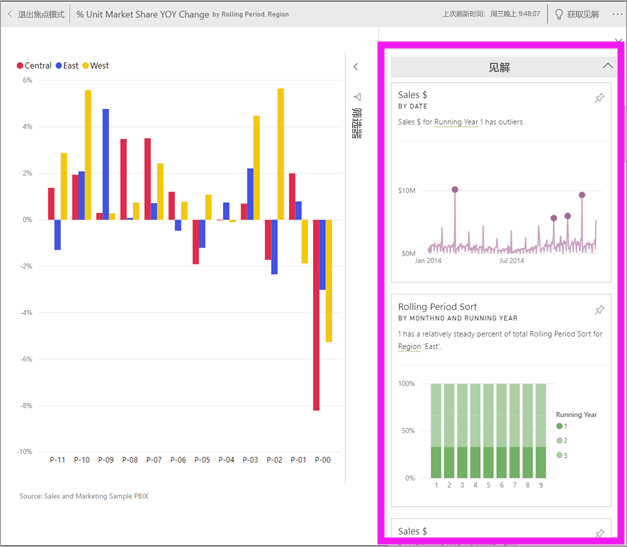 退出焦点模式
% Unit Market Share YOY Change by Rolling Period, Region
上次刷新时间: 周三晚上 9:48:07
获取见解
Central East West
6%
4%
2%
0%
-2%
-4%
-6%
-8%
-10%
P-11 P-10 P-09 P-08 P-07 P-06 P-05 P-04 P-03 P-02 P-01 P-00
Source: Sales and Marketing Sample PBIX
筛选器
见解
Sales $
BY DATE
Sales $ for Running Year 1 has outliers.
$10M
$0M
Jan 2014 Jul 2014
Rolling Period Sort
BY MONTHNO AND RUNNING YEAR
1 has a relatively steady percent of total Rolling Period Sort for
Region 'East'.
100%
50%
0%
1 2 3 4 5 6 7 8 9
Running Year
1
2
3
Sales $